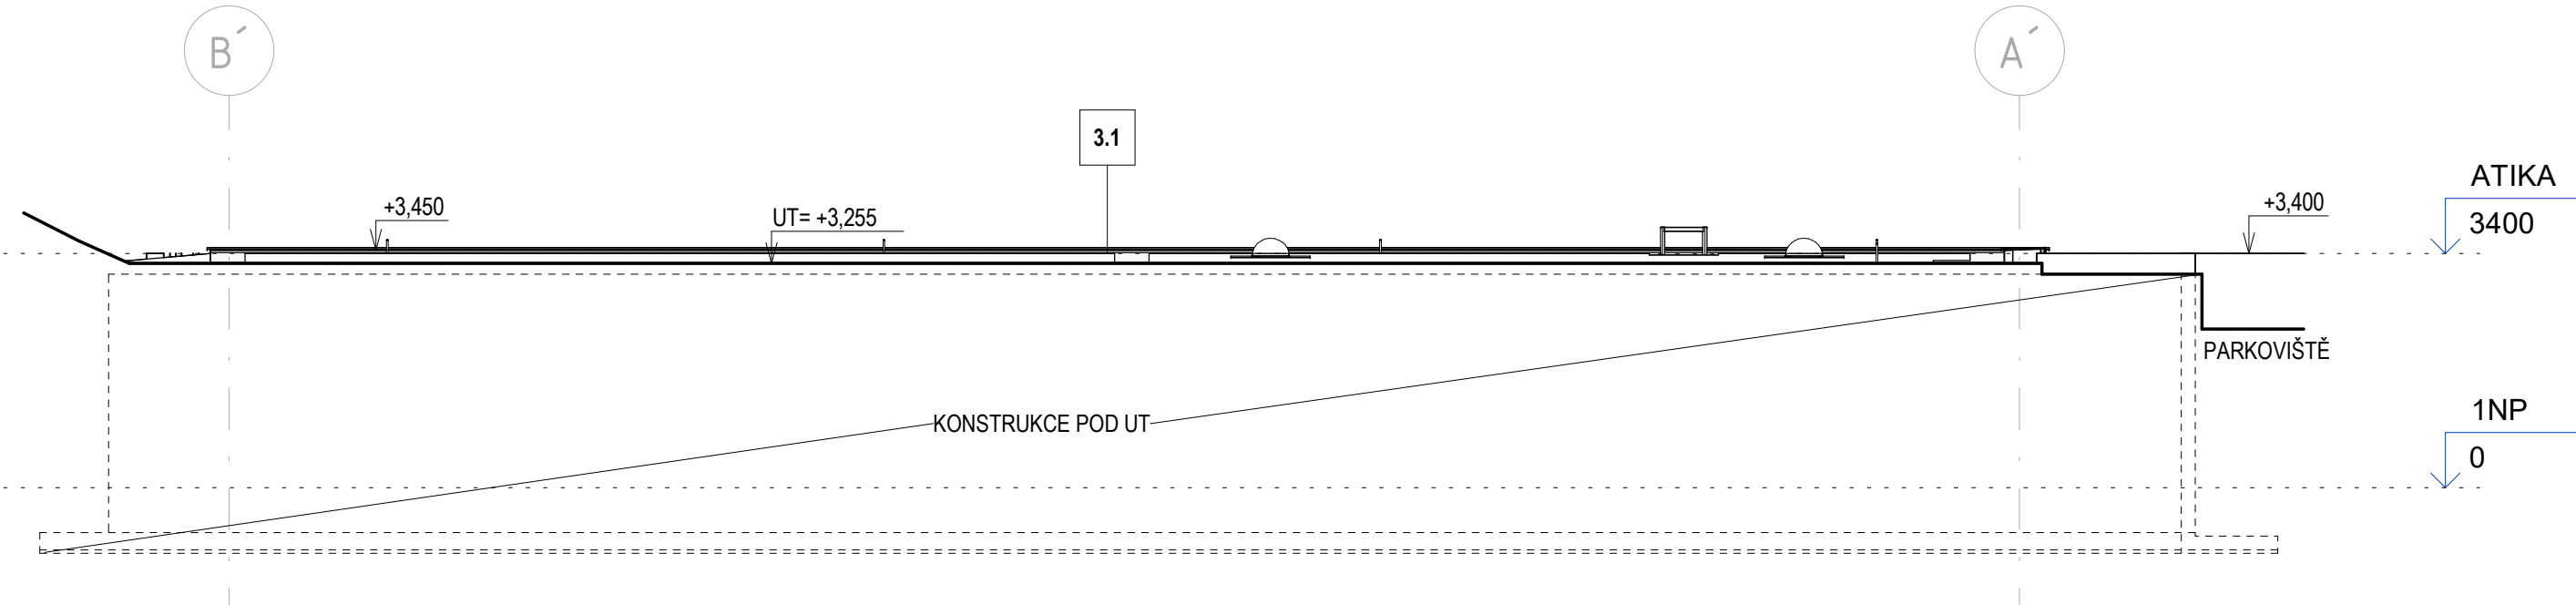 B´
A´
3.1
ATIKA
+3,450
UT= +3,255
+3,400
3400
PARKOVIŠTĚ
KONSTRUKCE POD UT
1NP
0